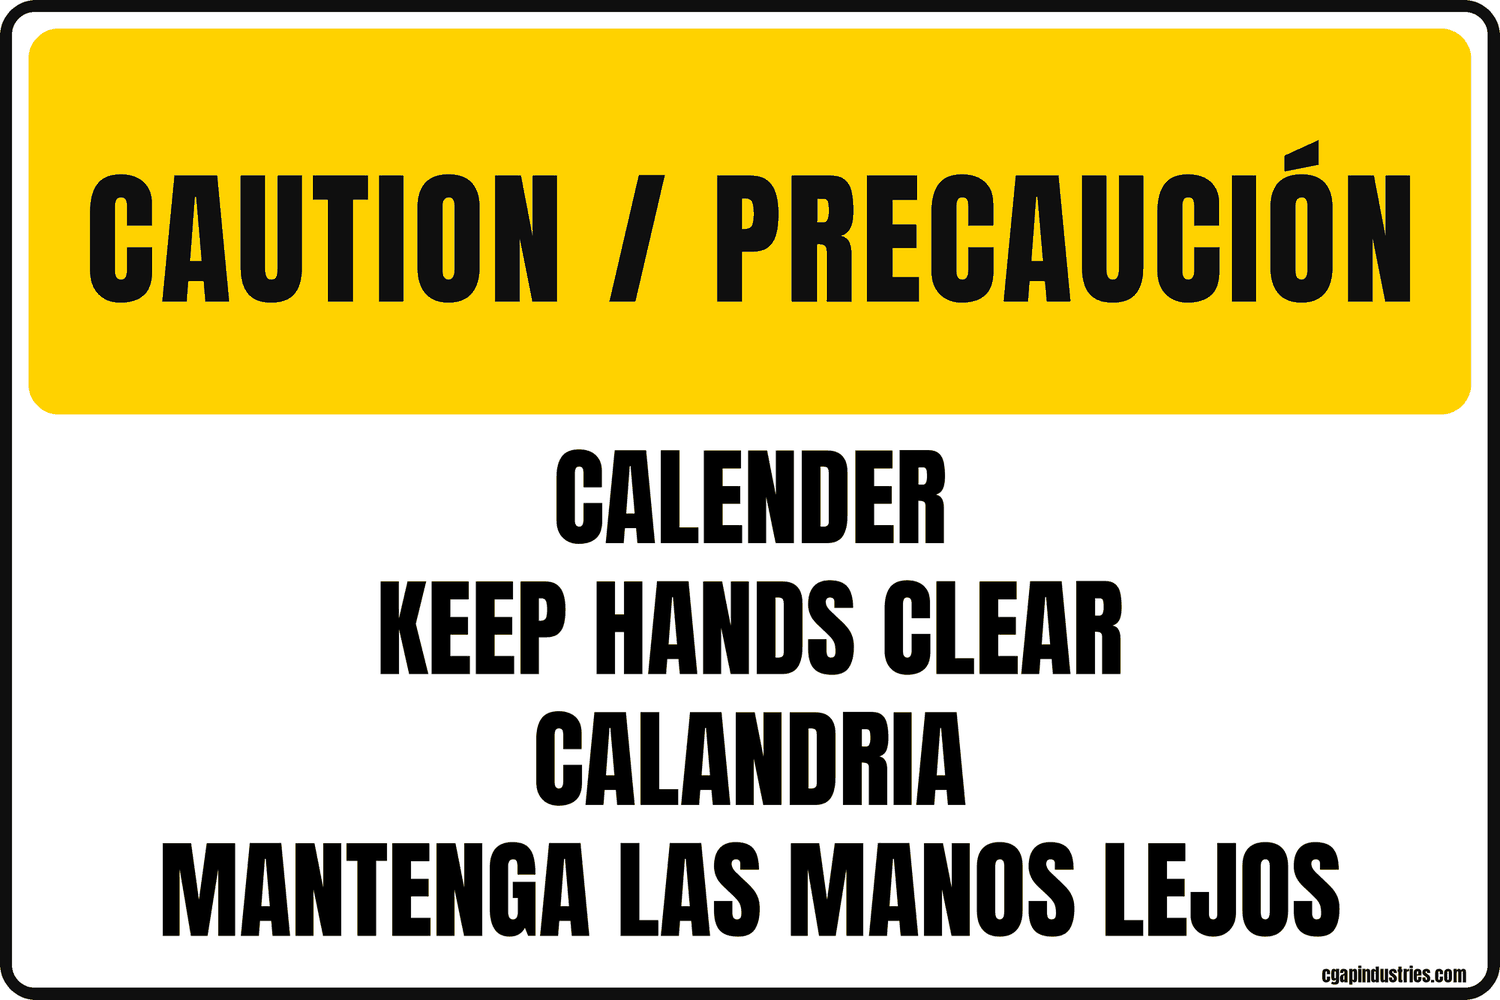 CAUTION / PRECAUCIÓN
CALENDER
KEEP HANDS CLEAR
CALANDRIA
MANTENGA LAS MANOS LEJOS
cgapindustries.com